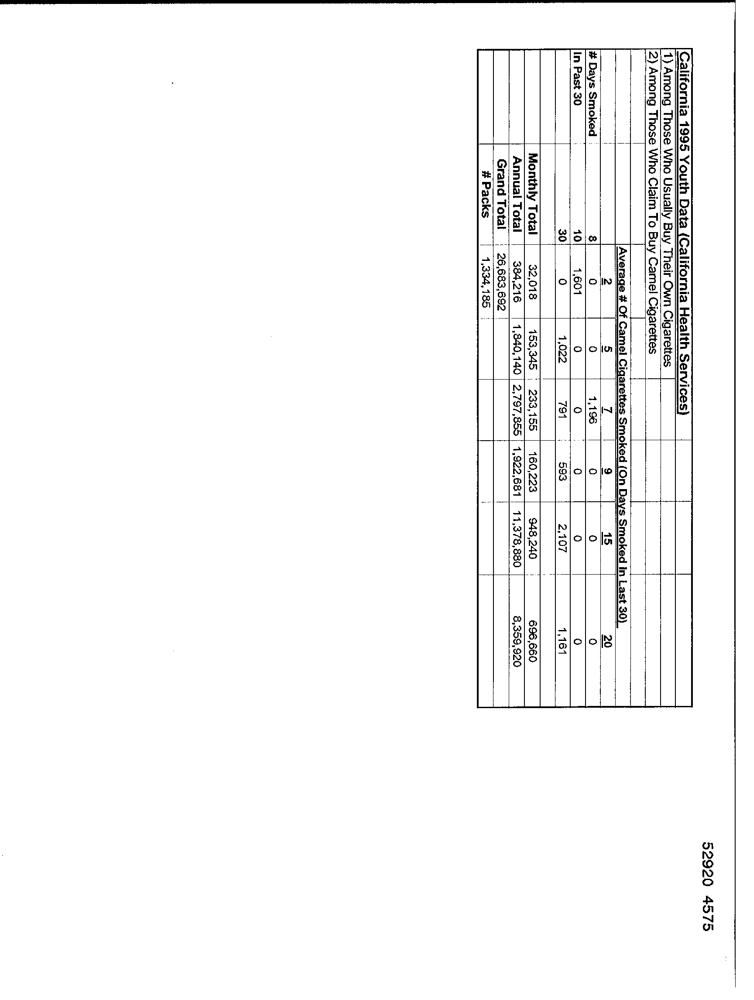 California 1995 Youth Data (California Health Services)
1) Among Those Who Usually Buy Their Own Cigarettes
2) Among Those Who Claim To Buy Camel Cigarettes
Average # Of Camel Cigarettes Smoked (On Days Smoked In Last 30)
2 5 7 9 15 20
# Days Smoked 8 0 0 1,196 0 0 0
In Past 30 10 1,601 0 0 0 0 0
30 0 1,022 791 593 2,107 1,161
Monthly Total 32,018 153,345 233,155 160,223 948,240 696,660
Annual Total 384,216 1,840,140 2,797,855 1,922,681 11,378,880 8,359,920
Grand Total 26,683,692
# Packs 1,334,185
52920 4575